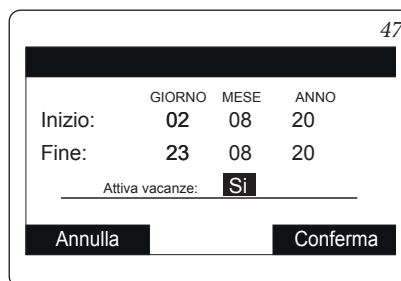 47
GIORNO MESE ANNO
Inizio: 02 08 20
Fine: 23 08 20
Attiva vacanze: Si
Annulla Conferma